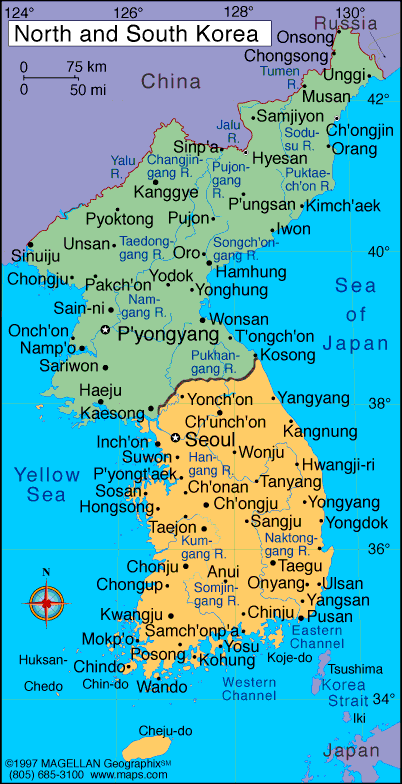 124°
126°
128°
130°
Russia
North and South Korea
Onsong
Chongsong
0 75 km
0 50 mi
China
Tumen
R.
Unggi
Musan
42°
Samjiyon
Ch'ongjin
Jalu
R.
Sodu-
su R.
Orang
Sinp'a
Hyesan
Yalu
R.
Changjin-
gang R.
Pujon-
gang
R.
Puktae-
ch'on R.
Kanggye
P'ungsan
Kimch'aek
Pyoktong
Pujon
Iwon
Unsan
Taedong-
gang R.
Songch'on-
gang R.
40°
Sinuiju
Oro
Hamhung
Chongju
Yodok
Pakch'on
Yonghung
Sea
of
Japan
Nam-
gang R.
Sain-ni
Wonsan
Onch'on
P'yongyang
T'ongch'on
Namp'o
Pukhan-
gang R.
Kosong
Sariwon
Haeju
Kaesong
Yonch'on
Yangyang
38°
Ch'unch'on
Kangnung
Inch'on
Seoul
Suwon
Han-
gang R.
Wonju
Hwangji-ri
Yellow
Sea
P'yongt'aek
Tanyang
Sosan
Ch'onan
Yongyang
Hongsong
Ch'ongju
Sangju
Yongdok
Taejon
Kum-
gang R.
Naktong-
gang R.
36°
Chonju
Anui
Taegu
N
Chongup
Somjin-
gang R.
Onyang
Ulsan
Yangsan
Kwangju
Chinju
Pusan
Samch'onp'a
Eastern
Channel
Mokp'o
Posong
Yosu
Kohung
Koje-do
Huksan-
Chedo
Chindo
Chin-do
Wando
Western
Channel
Tsushima
Korea
Strait
34°
Iki
Cheju-do
Japan
©1997 MAGELLAN Geographix℠
(805) 685-3100 www.maps.com